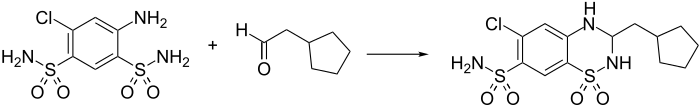 Cl NH₂ H N
Cl
H₂N NH₂ + H NH
S S O H₂N S S
O O O O O O O O